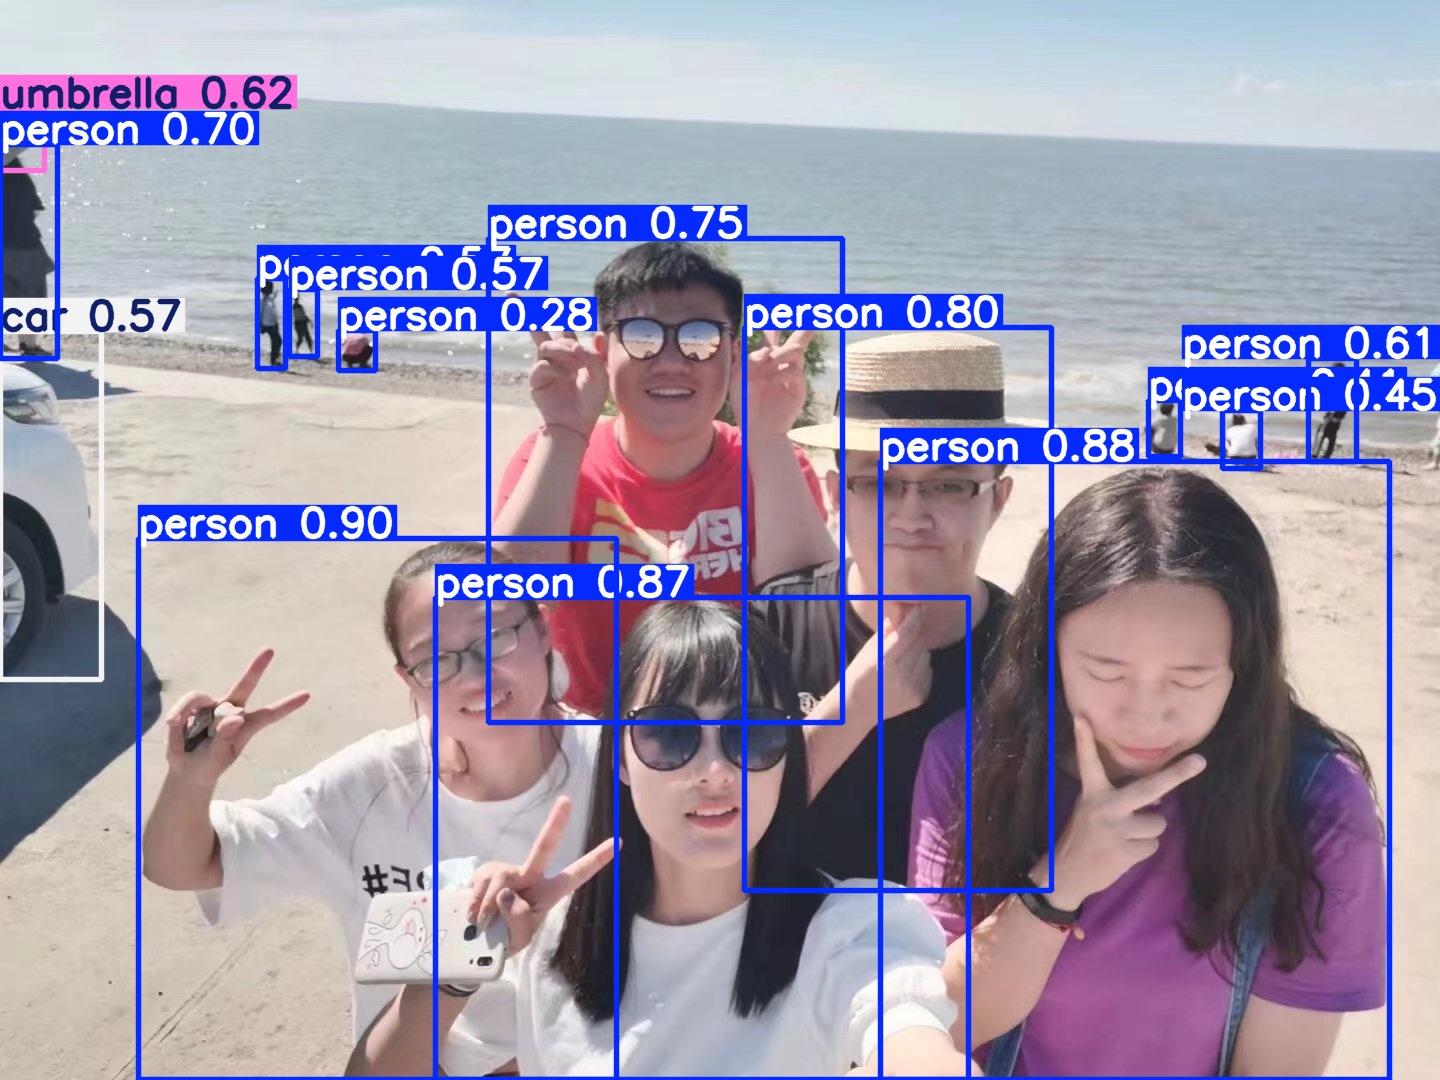 umbrella 0.62
person 0.70
person 0.75
person 0.57
person 0.28
car 0.57
person 0.80
person 0.61
person 0.45
person 0.88
person 0.90
person 0.87
#